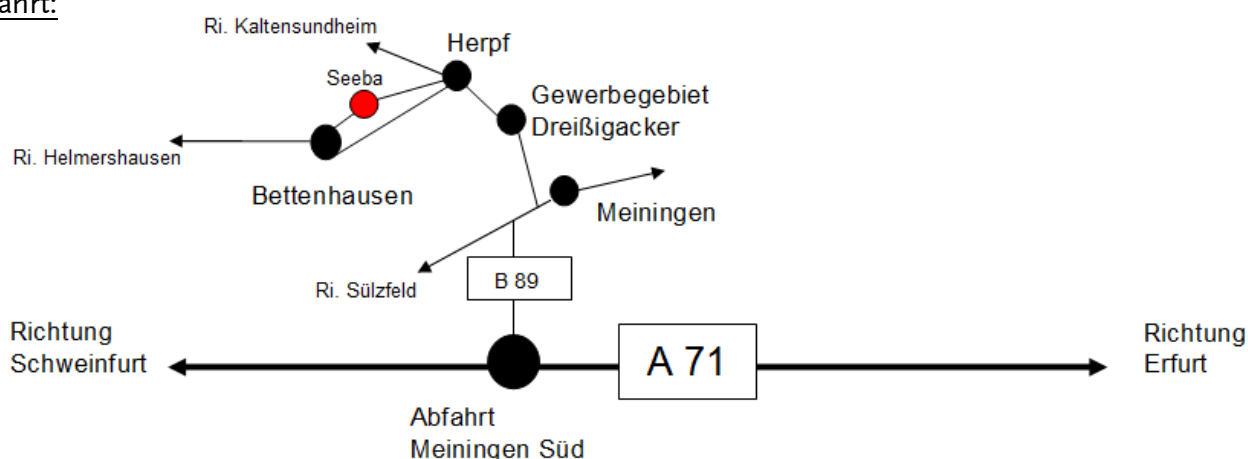 ahrt:
Ri. Kaltensundheim
Herpf
Seeba
Gewerbegebiet
Dreißigacker
Ri. Helmershausen
Bettenhausen
Meiningen
B 89
Ri. Sülzfeld
Richtung
Schweinfurt
A 71
Richtung
Erfurt
Abfahrt
Meiningen Süd